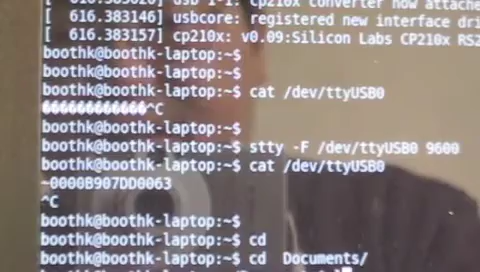 616.383146] usbcore: registered new interface dri
[  616.383157] cp210x: v0.09:Silicon Labs CP210x RS2
boothk@boothk-laptop:~$
boothk@boothk-laptop:~$
boothk@boothk-laptop:~$ cat /dev/ttyUSB0
������������^C
boothk@boothk-laptop:~$
boothk@boothk-laptop:~$ stty -F /dev/ttyUSB0 9600
boothk@boothk-laptop:~$ cat /dev/ttyUSB0
~0000B907DD0063
^C
boothk@boothk-laptop:~$
boothk@boothk-laptop:~$ cd
boothk@boothk-laptop:~$ cd  Documents/